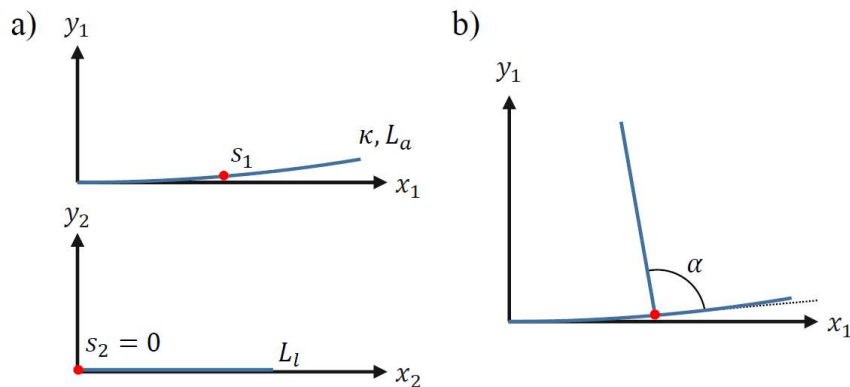 a)
y₁
κ, Lₐ
s₁
x₁
y₂
s₂ = 0
Lₗ
x₂
b)
y₁
α
x₁